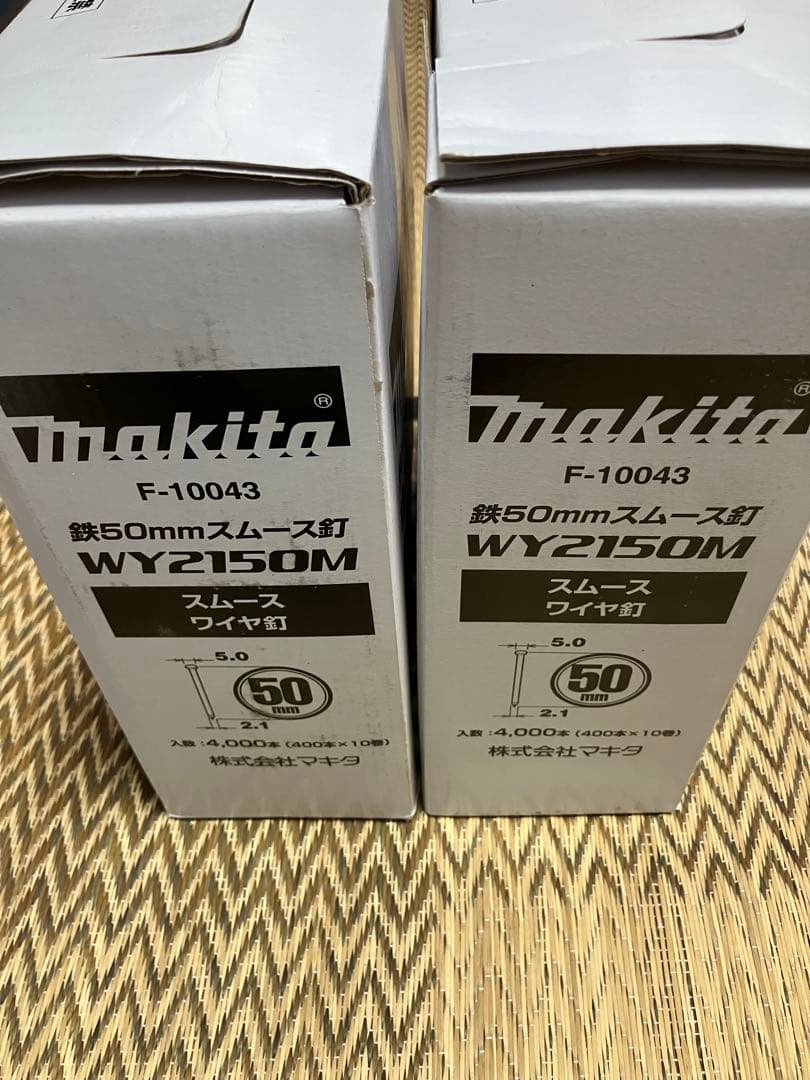 makita®
F-10043
鉄50mmスムース釘
WY2150M
スムース
ワイヤ釘
5.0
50
mm
2.1
入数:4,000本(400本×10巻)
株式会社マキタ
makita®
F-10043
鉄50mmスムース釘
WY2150M
スムース
ワイヤ釘
5.0
50
mm
2.1
入数:4,000本(400本×10巻)
株式会社マキタ